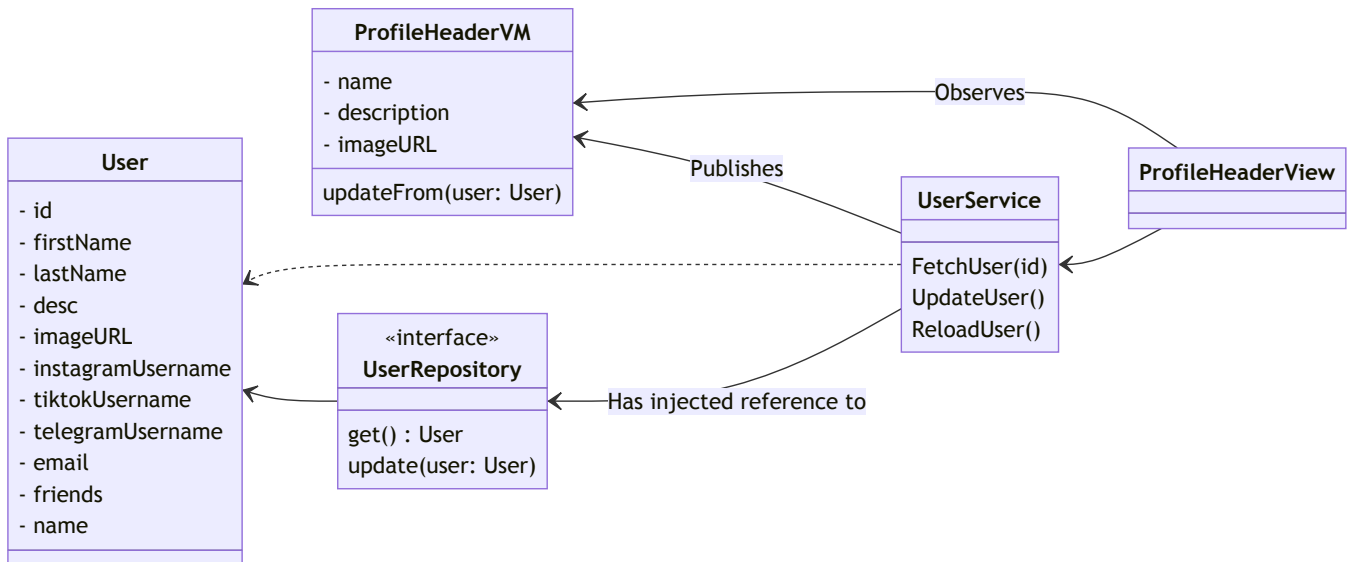 ProfileHeaderVM
- name
- description
- imageURL
updateFrom(user: User)
Observes
Publishes
ProfileHeaderView
User
- id
- firstName
- lastName
- desc
- imageURL
- instagramUsername
- tiktokUsername
- telegramUsername
- email
- friends
- name
UserService
FetchUser(id)
UpdateUser()
ReloadUser()
«interface»
UserRepository
get() : User
update(user: User)
Has injected reference to